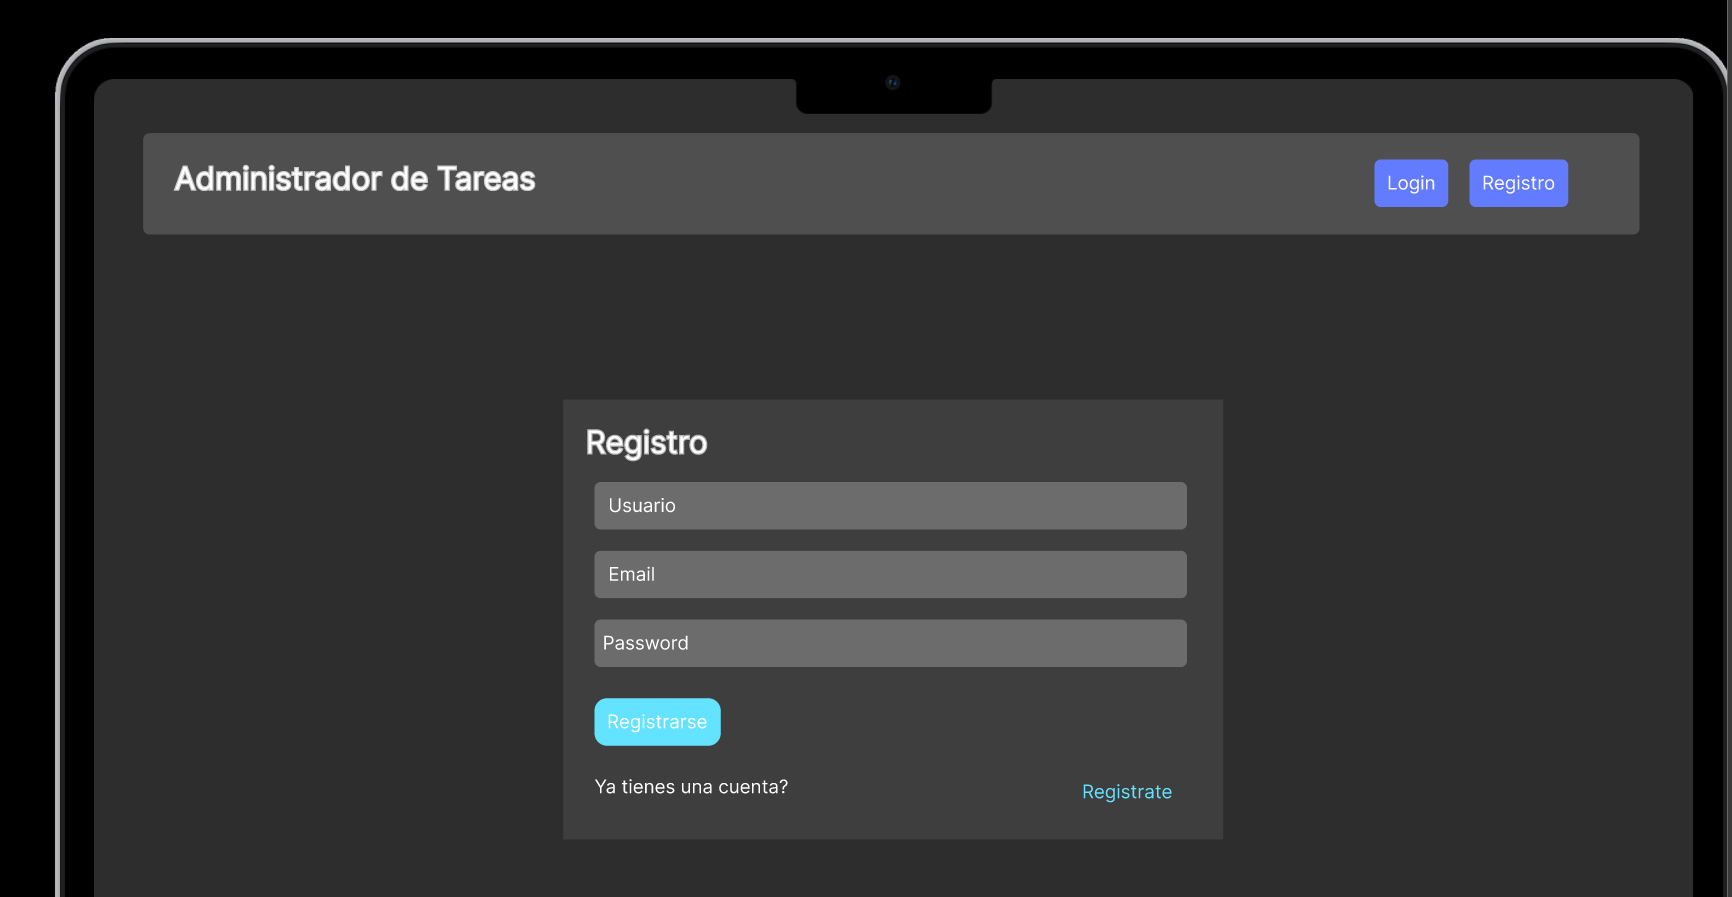 Administrador de Tareas
Login
Registro
Registro
Usuario
Email
Password
Registrarse
Ya tienes una cuenta?
Registrate